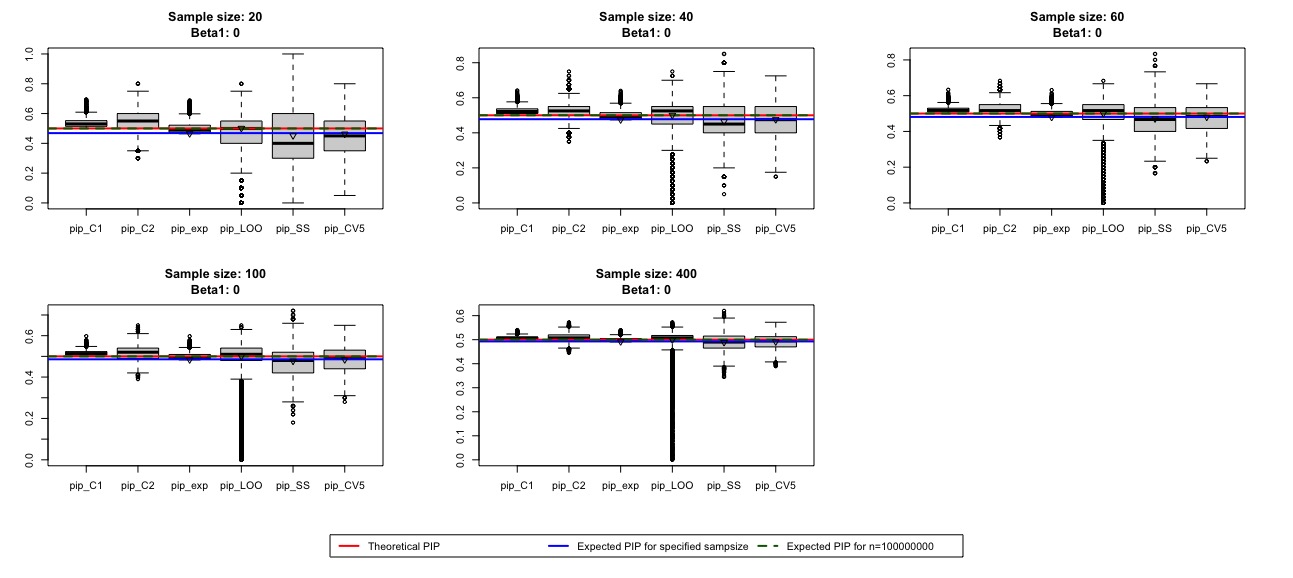 Sample size: 20
Beta1: 0
0.0 0.2 0.4 0.6 0.8 1.0
pip_C1 pip_C2 pip_exp pip_LOO pip_SS pip_CV5
Sample size: 40
Beta1: 0
0.0 0.2 0.4 0.6 0.8
pip_C1 pip_C2 pip_exp pip_LOO pip_SS pip_CV5
Sample size: 60
Beta1: 0
0.0 0.2 0.4 0.6 0.8
pip_C1 pip_C2 pip_exp pip_LOO pip_SS pip_CV5
Sample size: 100
Beta1: 0
0.0 0.2 0.4 0.6
pip_C1 pip_C2 pip_exp pip_LOO pip_SS pip_CV5
Sample size: 400
Beta1: 0
0.0 0.1 0.2 0.3 0.4 0.5 0.6
pip_C1 pip_C2 pip_exp pip_LOO pip_SS pip_CV5
Theoretical PIP Expected PIP for specified sampsize Expected PIP for n=100000000